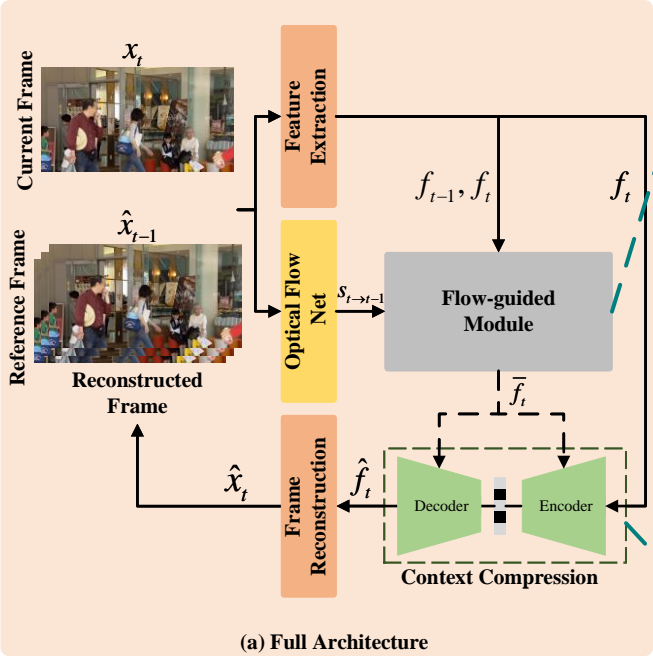 Current Frame
x_t
Feature
Extraction
f_{t-1}, f_t
f_t
Reference Frame
x̂_{t-1}
Reconstructed
Frame
Optical Flow
Net
s_{t→t-1}
Flow-guided
Module
f̅_t
x̂_t
Frame
Reconstruction
f̂_t
Decoder
Encoder
Context Compression
(a) Full Architecture